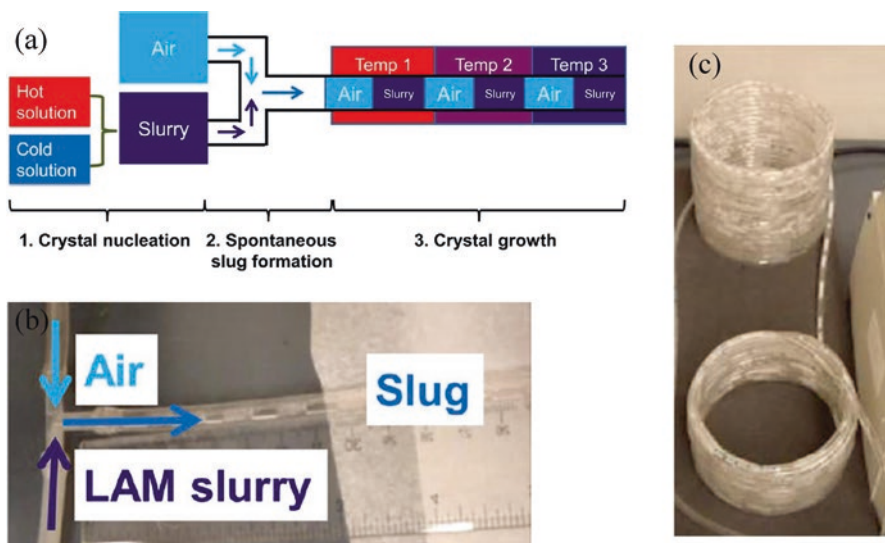 (a)
Air
Hot
solution
Cold
solution
Slurry
Temp 1 Temp 2 Temp 3
Air Slurry Air Slurry Air Slurry
1. Crystal nucleation
2. Spontaneous
slug formation
3. Crystal growth
(b)
Air
Slug
LAM slurry
(c)